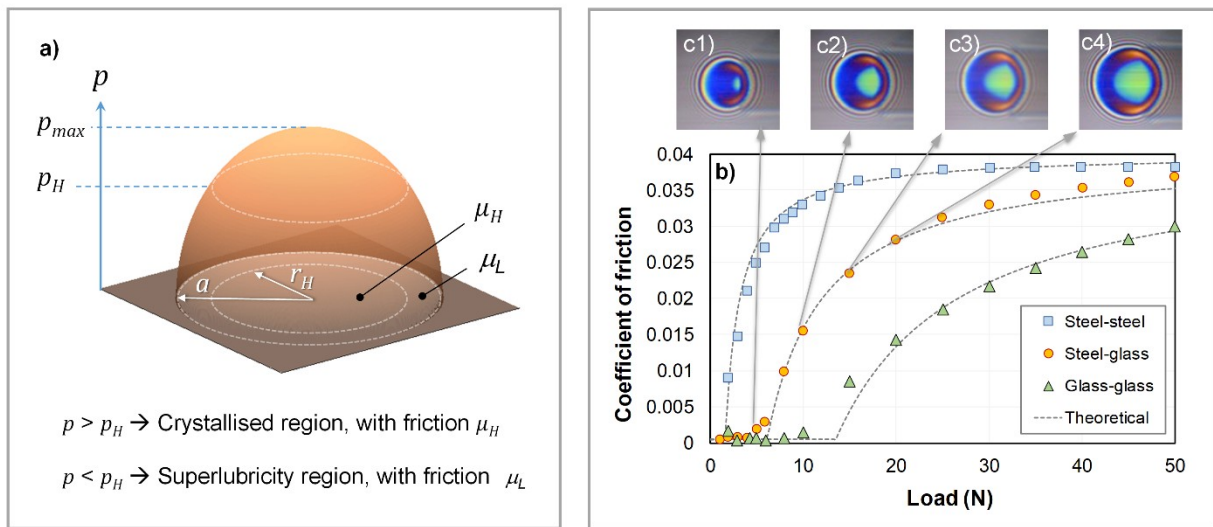 a)
p
p_max
p_H
μ_H
μ_L
a
r_H
p > p_H → Crystallised region, with friction μ_H
p < p_H → Superlubricity region, with friction μ_L
c1)
c2)
c3)
c4)
b)
Coefficient of friction
0.04
0.035
0.03
0.025
0.02
0.015
0.01
0.005
0
0 10 20 30 40 50
Load (N)
Steel-steel
Steel-glass
Glass-glass
Theoretical